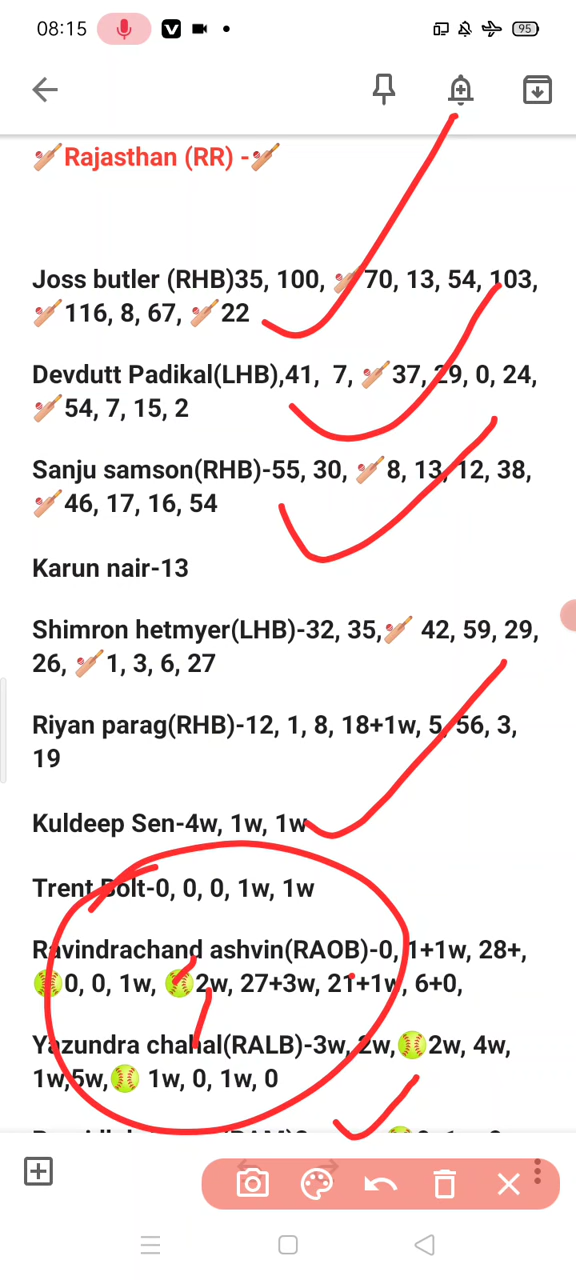 08:15
95
Rajasthan (RR) -
Joss butler (RHB)35, 100, 70, 13, 54, 103,
116, 8, 67, 22
Devdutt Padikal(LHB),41, 7, 37, 29, 0, 24,
54, 7, 15, 2
Sanju samson(RHB)-55, 30, 8, 13, 12, 38,
46, 17, 16, 54
Karun nair-13
Shimron hetmyer(LHB)-32, 35, 42, 59, 29,
26, 1, 3, 6, 27
Riyan parag(RHB)-12, 1, 8, 18+1w, 5, 56, 3,
19
Kuldeep Sen-4w, 1w, 1w
Trent Bolt-0, 0, 0, 1w, 1w
Ravindrachand ashvin(RAOB)-0, 1+1w, 28+,
0, 0, 1w, 2w, 27+3w, 21+1w, 6+0,
Yazundra chahal(RALB)-3w, 2w, 2w, 4w,
1w,5w, 1w, 0, 1w, 0